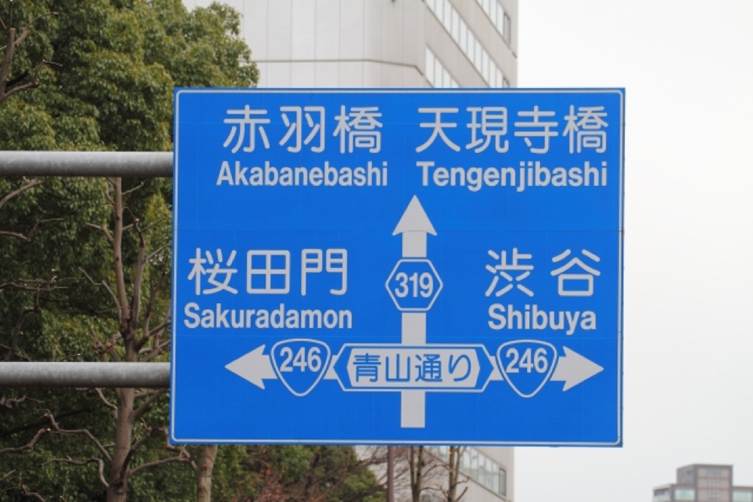 赤羽橋 天現寺橋
Akabanebashi Tengenjibashi
319
桜田門
Sakuradamon
渋谷
Shibuya
246 青山通り 246